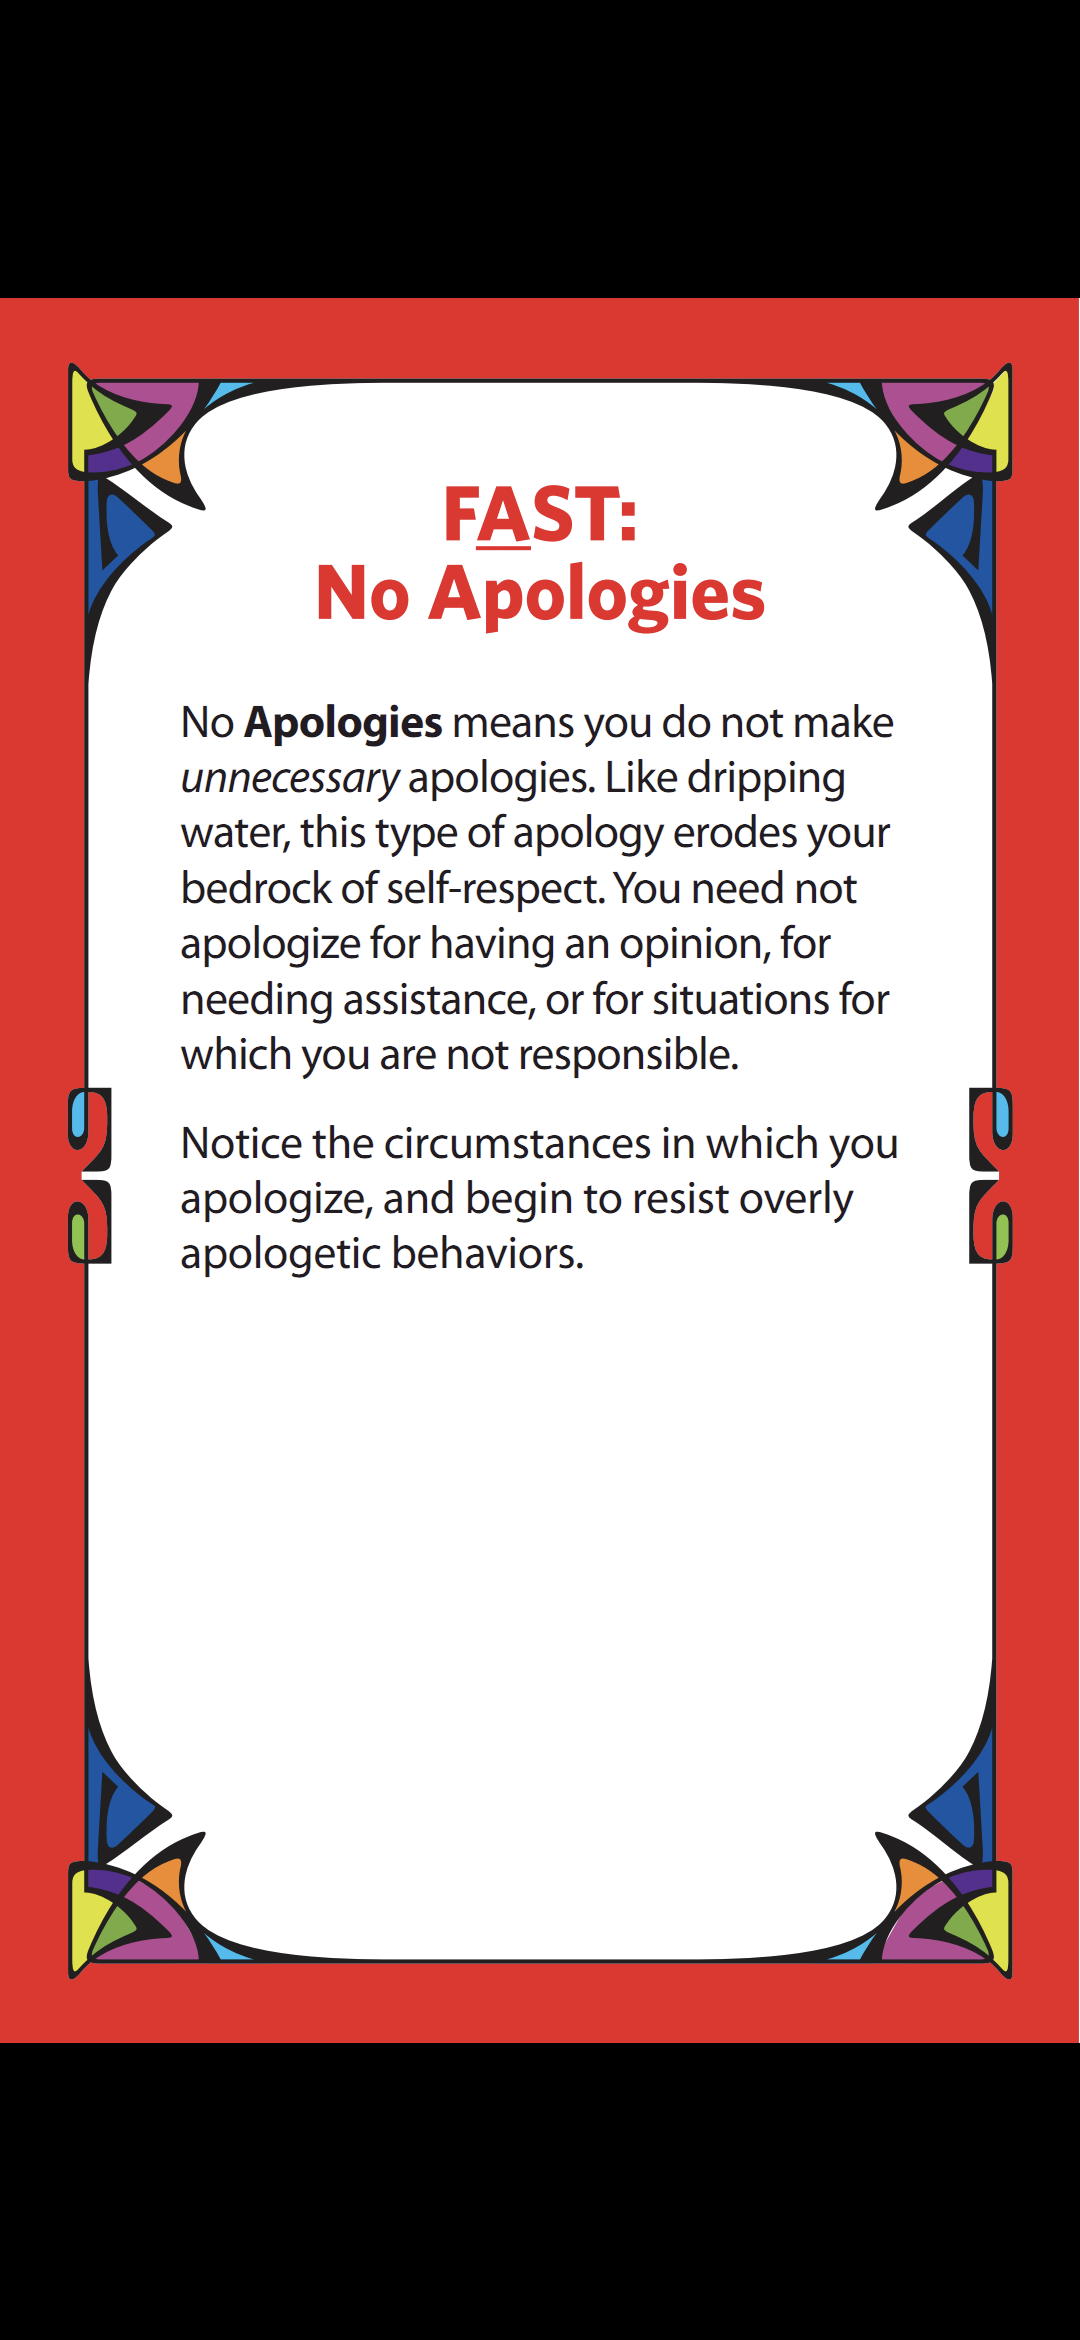 FAST:
No Apologies
No Apologies means you do not make
unnecessary apologies. Like dripping
water, this type of apology erodes your
bedrock of self-respect. You need not
apologize for having an opinion, for
needing assistance, or for situations for
which you are not responsible.
Notice the circumstances in which you
apologize, and begin to resist overly
apologetic behaviors.